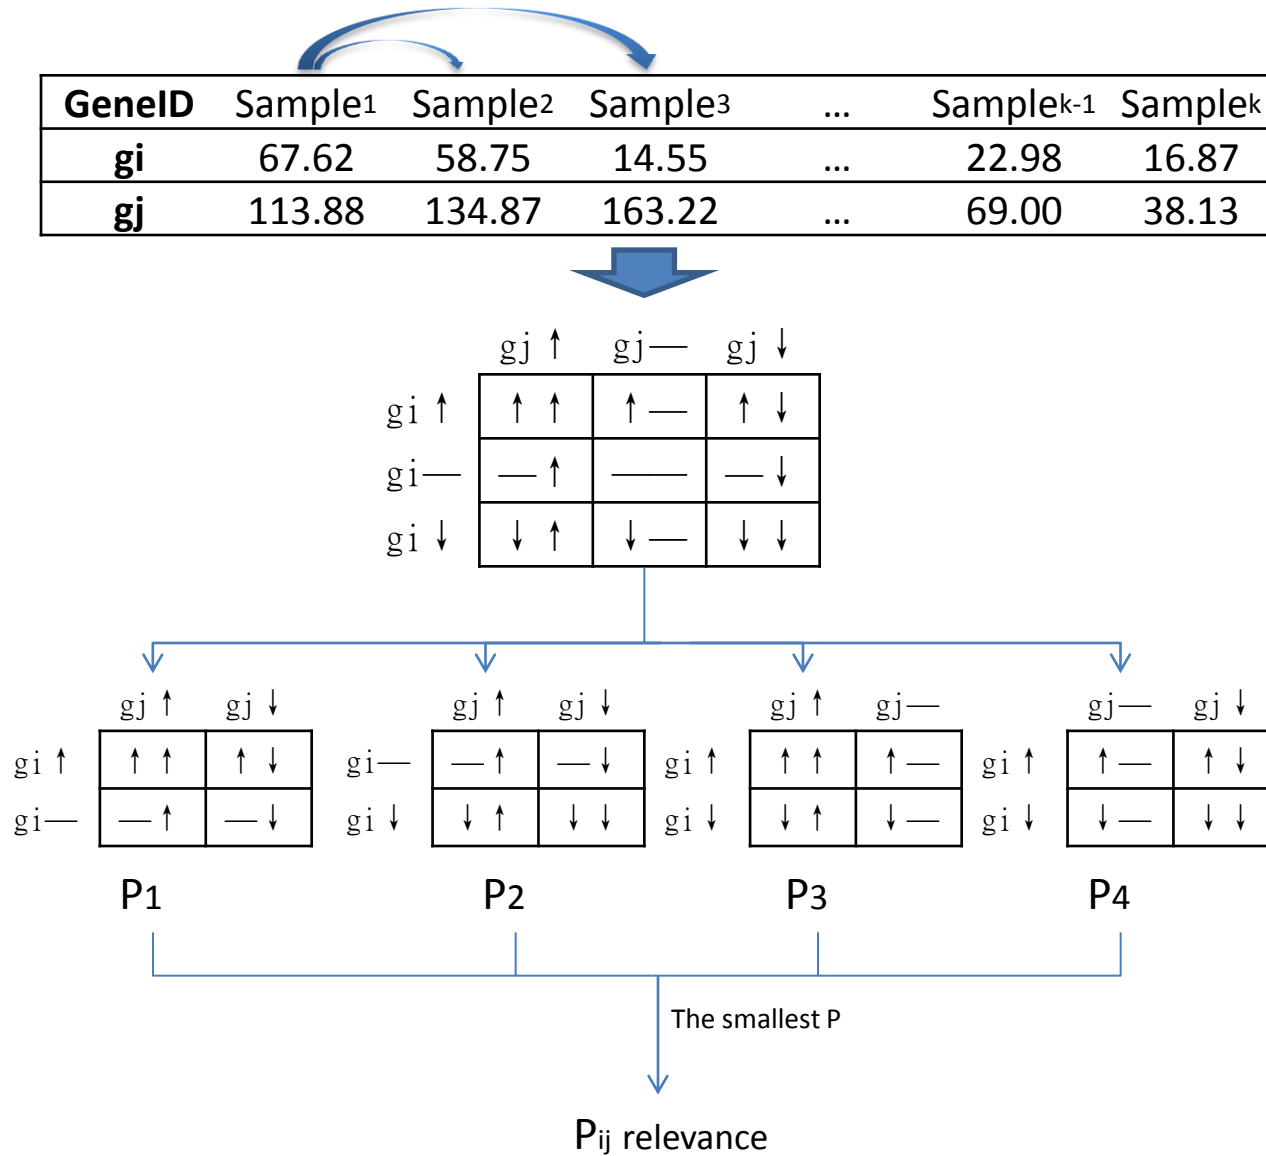 GeneID Sample1 Sample2 Sample3 ... Samplek-1 Samplek
gi 67.62 58.75 14.55 ... 22.98 16.87
gj 113.88 134.87 163.22 ... 69.00 38.13
gj ↑ gj— gj ↓
gi ↑ ↑ ↑ ↑ — ↑ ↓
gi— — ↑ —— — ↓
gi ↓ ↓ ↑ ↓ — ↓ ↓
gj ↑ gj ↓ gj ↑ gj ↓ gj ↑ gj— gj— gj ↓
gi ↑ ↑ ↑ ↑ ↓ gi— — ↑ — ↓ gi ↑ ↑ ↑ ↑ — gi ↑ ↑ — ↑ ↓
gi— — ↑ — ↓ gi ↓ ↓ ↑ ↓ ↓ gi ↓ ↓ ↑ ↓ — gi ↓ ↓ — ↓ ↓
P1 P2 P3 P4
The smallest P
Pij relevance